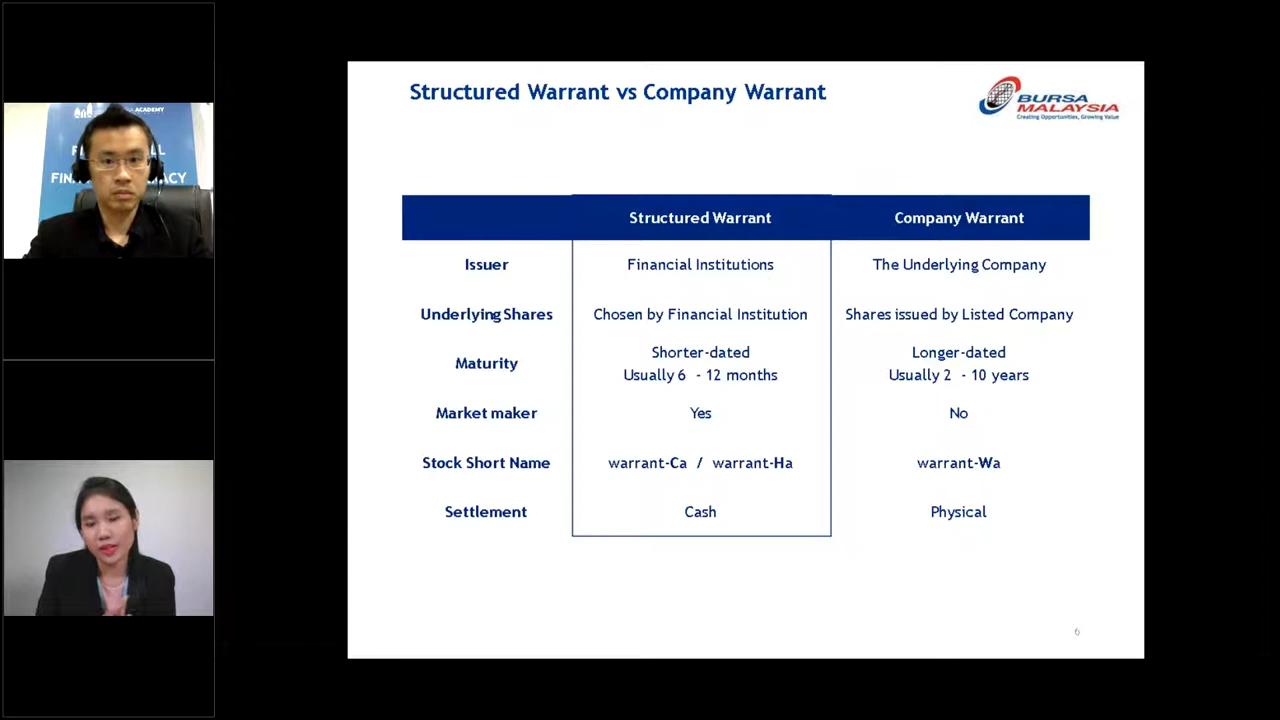 ACADEMY
Structured Warrant vs Company Warrant
BURSA
MALAYSIA
Creating Opportunities, Growing Value
Structured Warrant Company Warrant
Issuer Financial Institutions The Underlying Company
Underlying Shares Chosen by Financial Institution Shares issued by Listed Company
Maturity Shorter-dated Longer-dated
Usually 6 - 12 months Usually 2 - 10 years
Market maker Yes No
Stock Short Name warrant-Ca / warrant-Ha warrant-Wa
Settlement Cash Physical
6